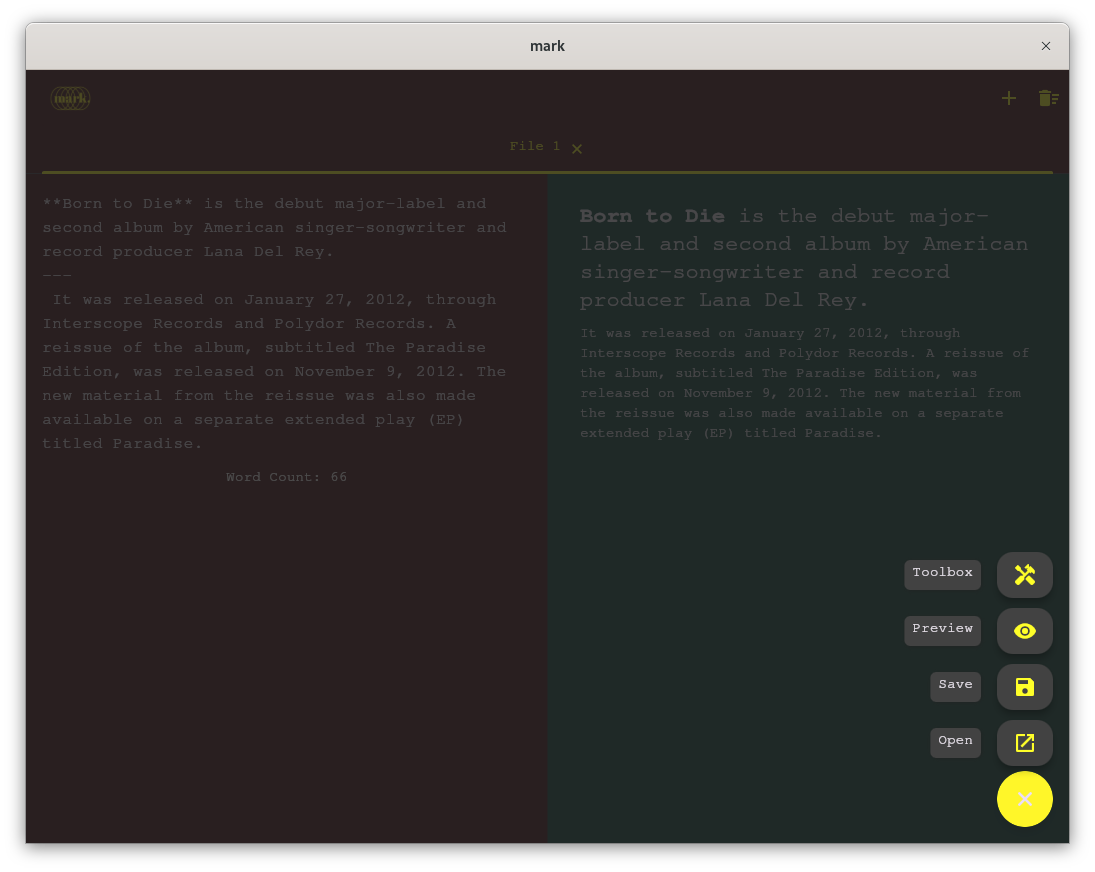 mark
mark.
File 1
**Born to Die** is the debut major-label and
second album by American singer-songwriter and
record producer Lana Del Rey.
---
It was released on January 27, 2012, through
Interscope Records and Polydor Records. A
reissue of the album, subtitled The Paradise
Edition, was released on November 9, 2012. The
new material from the reissue was also made
available on a separate extended play (EP)
titled Paradise.
Word Count: 66
Born to Die is the debut major-
label and second album by American
singer-songwriter and record
producer Lana Del Rey.
It was released on January 27, 2012, through
Interscope Records and Polydor Records. A reissue of
the album, subtitled The Paradise Edition, was
released on November 9, 2012. The new material from
the reissue was also made available on a separate
extended play (EP) titled Paradise.
Toolbox
Preview
Save
Open